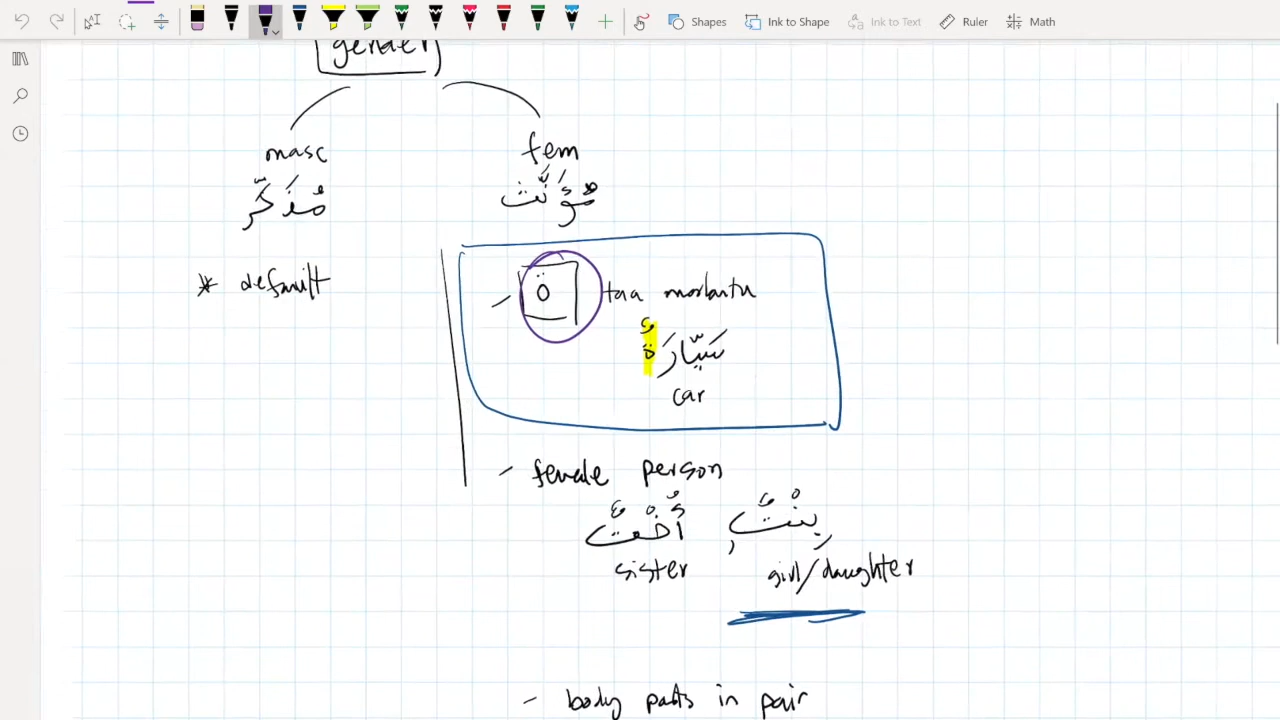 Shapes Ink to Shape Ink to Text Ruler Math
gender
masc fem
مُذَكَّر مُؤَنَّث
* default
- ة taa marbuta
سَيَّارَةٌ
car
- female person
بِنْتٌ أُخْتٌ
sister girl/daughter
- body parts in pair